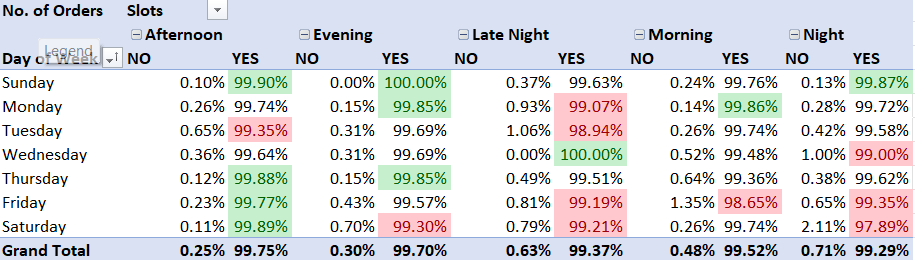 No. of Orders Slots
Afternoon Evening Late Night Morning Night
Legend
Day of Week NO YES NO YES NO YES NO YES NO YES
Sunday 0.10% 99.90% 0.00% 100.00% 0.37% 99.63% 0.24% 99.76% 0.13% 99.87%
Monday 0.26% 99.74% 0.15% 99.85% 0.93% 99.07% 0.14% 99.86% 0.28% 99.72%
Tuesday 0.65% 99.35% 0.31% 99.69% 1.06% 98.94% 0.26% 99.74% 0.42% 99.58%
Wednesday 0.36% 99.64% 0.31% 99.69% 0.00% 100.00% 0.52% 99.48% 1.00% 99.00%
Thursday 0.12% 99.88% 0.15% 99.85% 0.49% 99.51% 0.64% 99.36% 0.38% 99.62%
Friday 0.23% 99.77% 0.43% 99.57% 0.81% 99.19% 1.35% 98.65% 0.65% 99.35%
Saturday 0.11% 99.89% 0.70% 99.30% 0.79% 99.21% 0.26% 99.74% 2.11% 97.89%
Grand Total 0.25% 99.75% 0.30% 99.70% 0.63% 99.37% 0.48% 99.52% 0.71% 99.29%